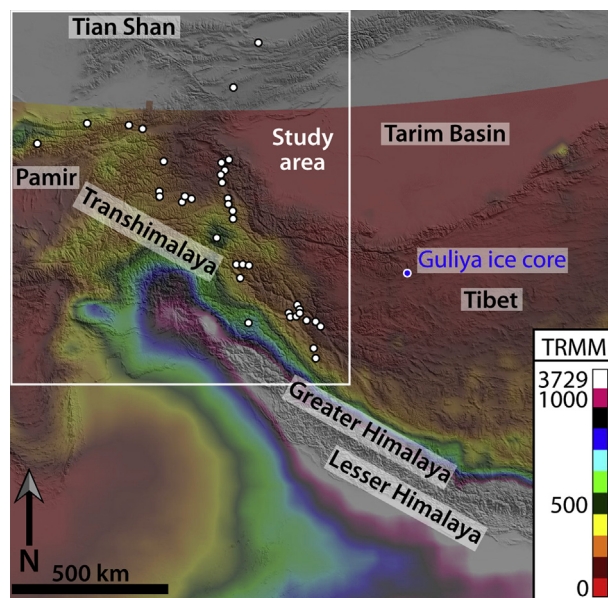 Tian Shan
Study
area
Tarim Basin
Pamir
Transhimalaya
Guliya ice core
Tibet
TRMM
3729
1000
500
0
Greater Himalaya
Lesser Himalaya
N
500 km